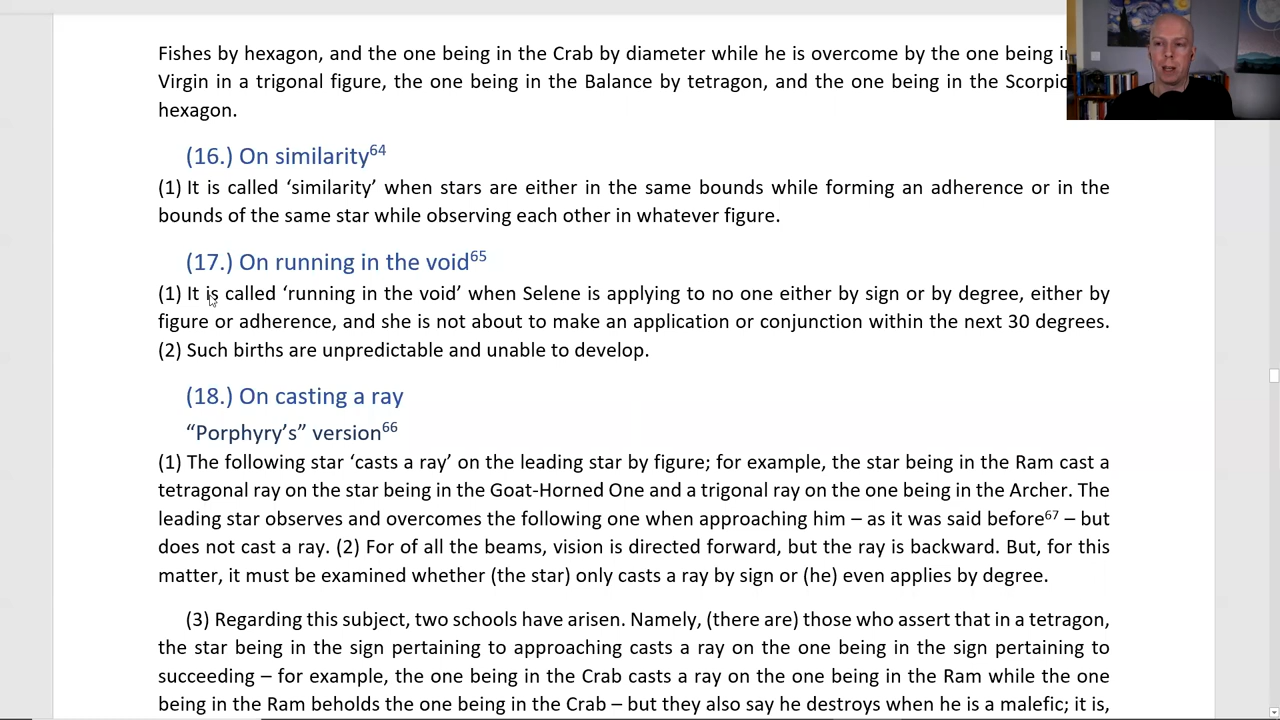 Fishes by hexagon, and the one being in the Crab by diameter while he is overcome by the one being
Virgin in a trigonal figure, the one being in the Balance by tetragon, and the one being in the
hexagon.
(16.) On similarity64
(1) It is called ‘similarity’ when stars are either in the same bounds while forming an adherence or in the
bounds of the same star while observing each other in whatever figure.
(17.) On running in the void65
(1) It is called ‘running in the void’ when Selene is applying to no one either by sign or by degree, either by
figure or adherence, and she is not about to make an application or conjunction within the next 30 degrees.
(2) Such births are unpredictable and unable to develop.
(18.) On casting a ray
“Porphyry’s” version66
(1) The following star ‘casts a ray’ on the leading star by figure; for example, the star being in the Ram cast a
tetragonal ray on the star being in the Goat-Horned One and a trigonal ray on the one being in the Archer. The
leading star observes and overcomes the following one when approaching him – as it was said before67 – but
does not cast a ray. (2) For of all the beams, vision is directed forward, but the ray is backward. But, for this
matter, it must be examined whether (the star) only casts a ray by sign or (he) even applies by degree.
(3) Regarding this subject, two schools have arisen. Namely, (there are) those who assert that in a tetragon,
the star being in the sign pertaining to approaching casts a ray on the one being in the sign pertaining to
succeeding – for example, the one being in the Crab casts a ray on the one being in the Ram while the one
being in the Ram beholds the one being in the Crab – but they also say he destroys when he is a malefic; it is,